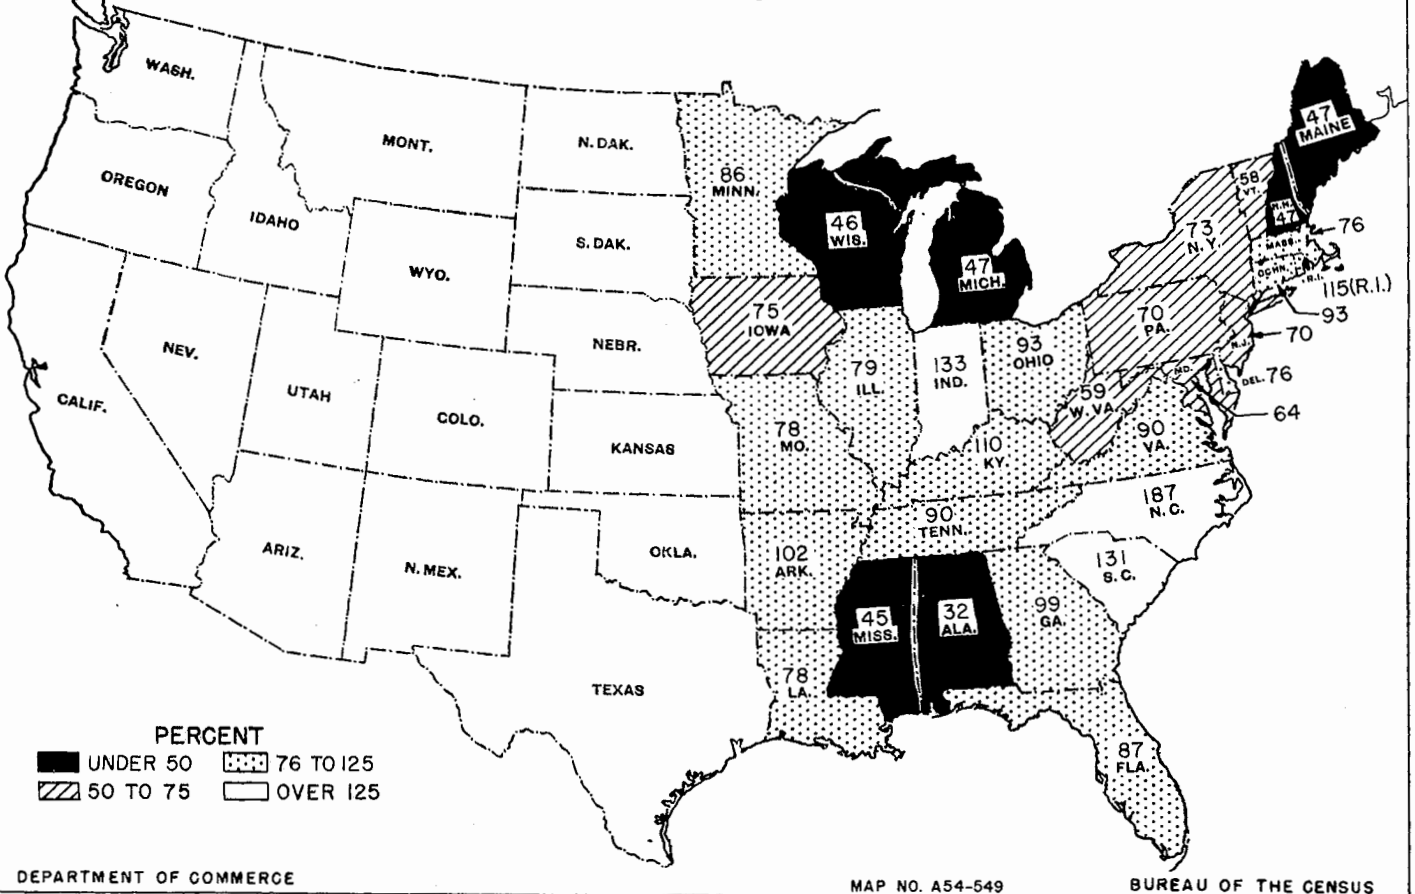 WASH.
OREGON
CALIF.
IDAHO
NEV.
MONT.
WYO.
UTAH
COLO.
ARIZ.
N. MEX.
N. DAK.
S. DAK.
NEBR.
KANSAS
OKLA.
TEXAS
86
MINN.
75
IOWA
78
MO.
102
ARK.
78
LA.
46
WIS.
47
MICH.
79
ILL.
133
IND.
93
OHIO
110
KY.
90
TENN.
45
MISS.
32
ALA.
99
GA.
87
FLA.
131
S.C.
187
N.C.
90
VA.
59
W. VA.
70
PA.
73
N.Y.
58
VT.
N.H.
47
47
MAINE
76
MASS.
CONN.
R.I.
115(R.I.)
93
70
N.J.
MD.
DEL. 76
64
PERCENT
UNDER 50
76 TO 125
50 TO 75
OVER 125
DEPARTMENT OF COMMERCE
MAP NO. A54-549
BUREAU OF THE CENSUS